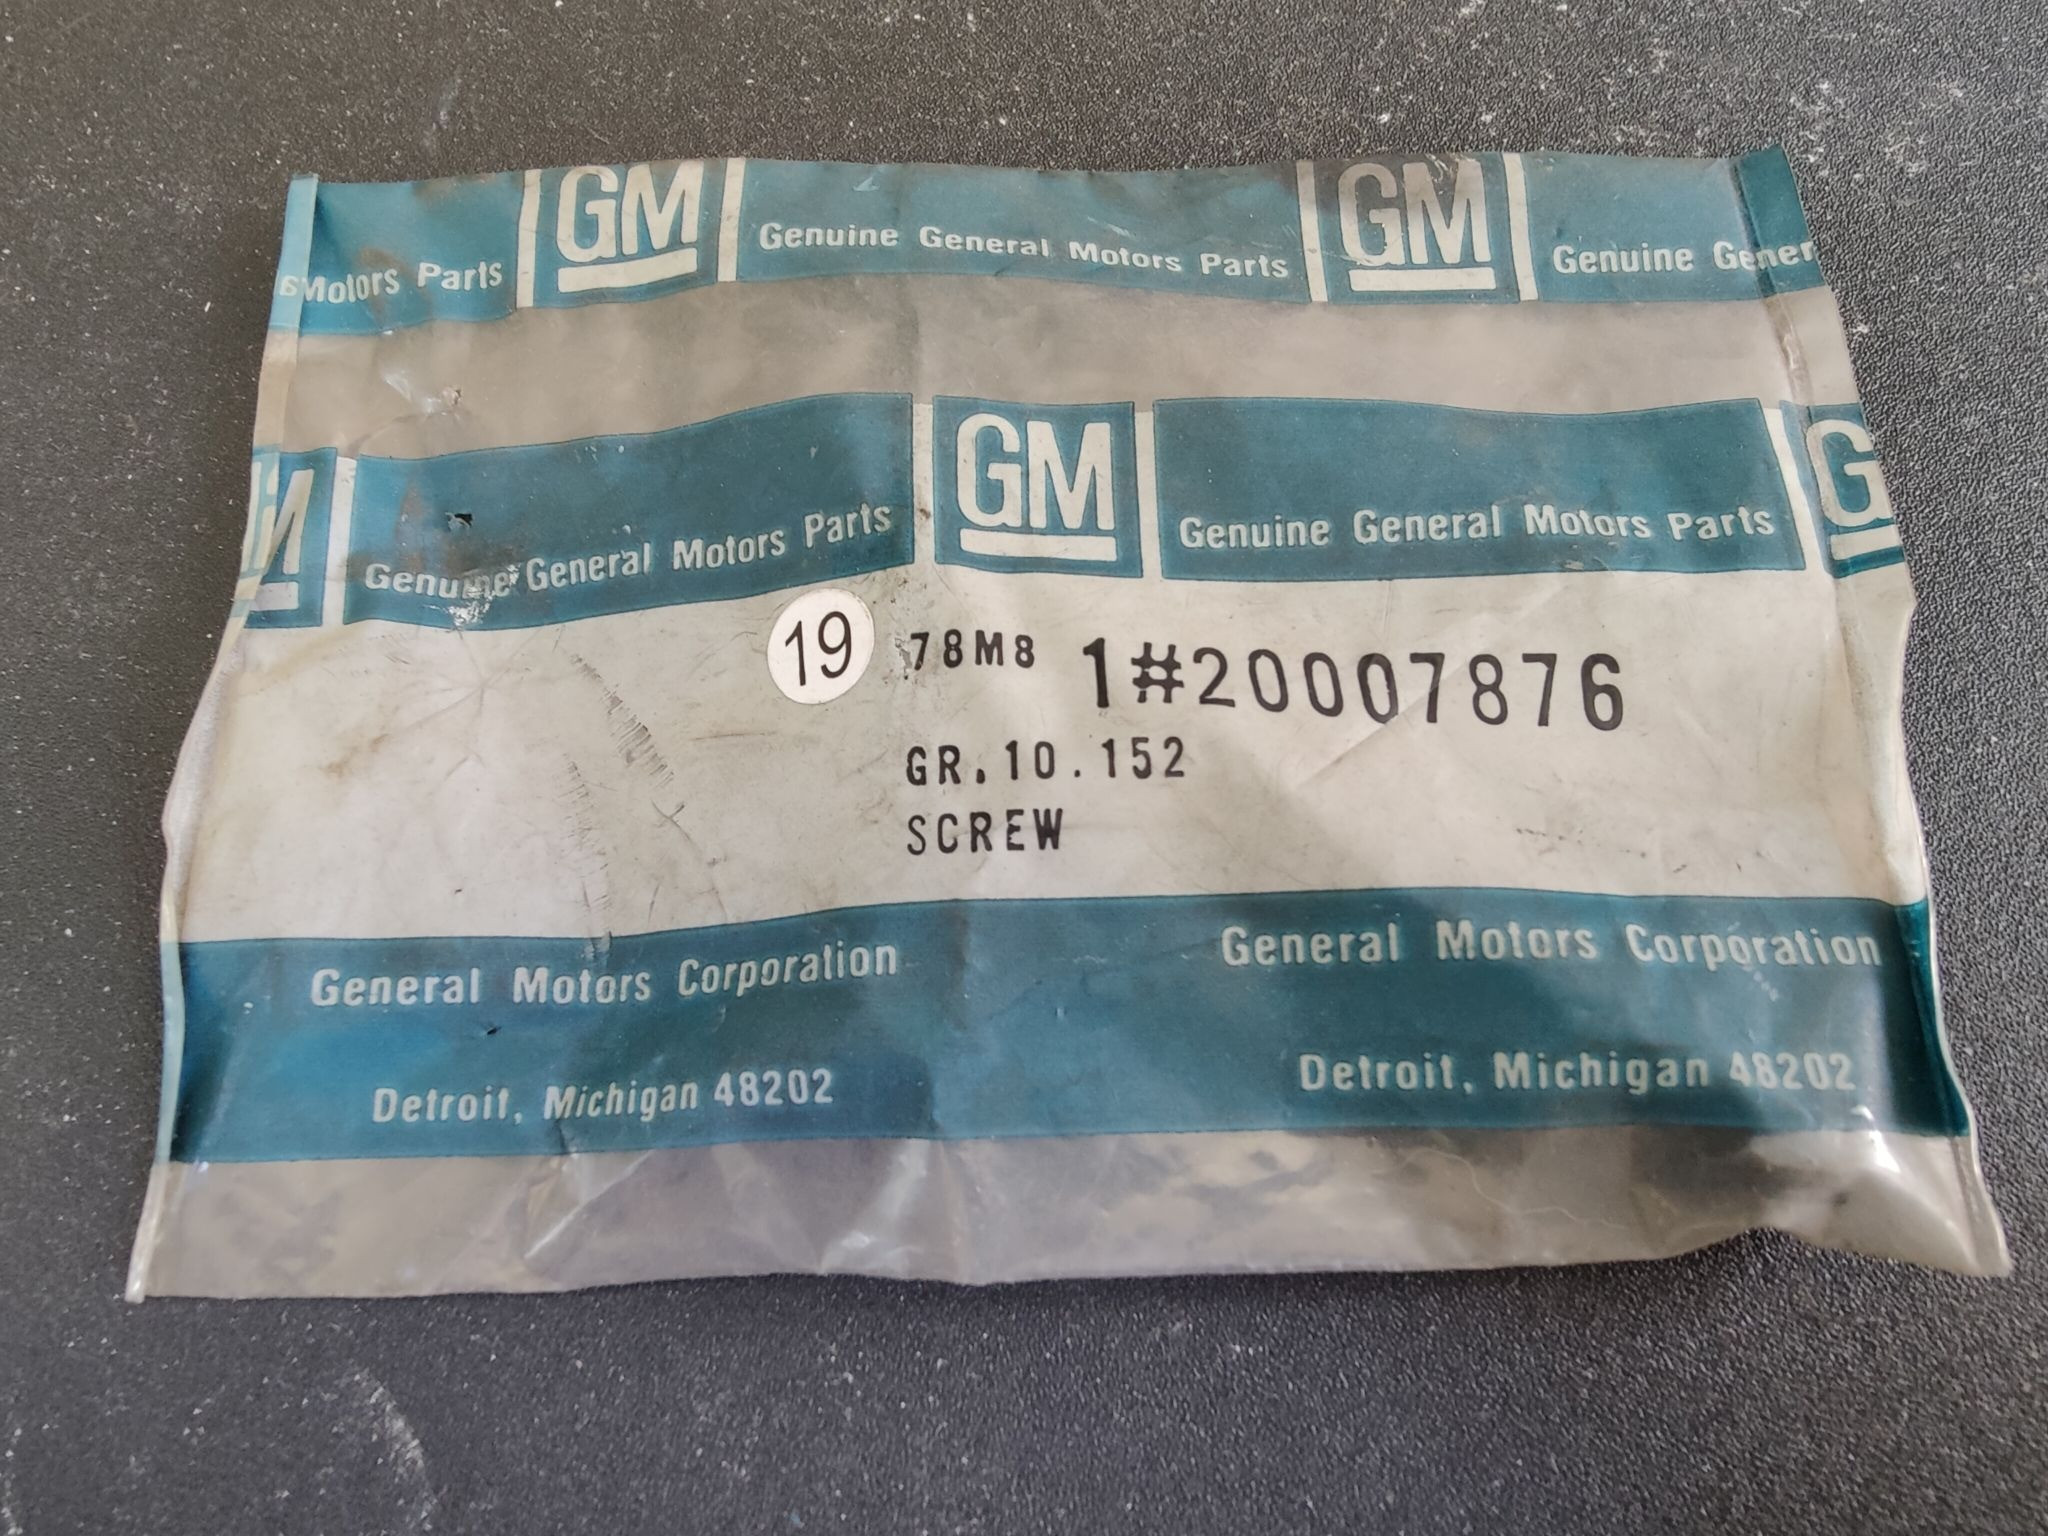 Motors Parts GM Genuine General Motors Parts GM Genuine Gener
M Genuine General Motors Parts GM Genuine General Motors Parts G
19 78M8 1#20007876
GR.10.152
SCREW
General Motors Corporation General Motors Corporation
Detroit, Michigan 48202 Detroit, Michigan 48202